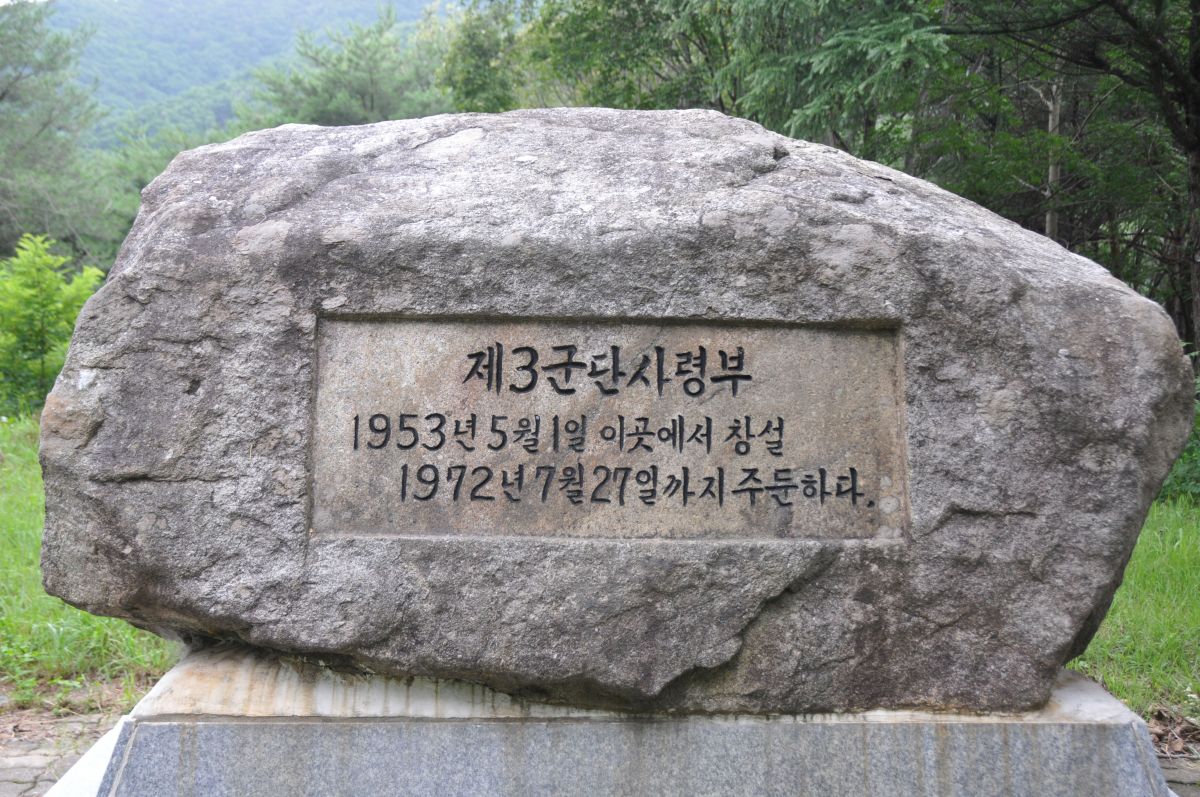 제3군단사령부
1953년 5월 1일 이곳에서 창설
1972년 7월 27일까지 주둔하다.